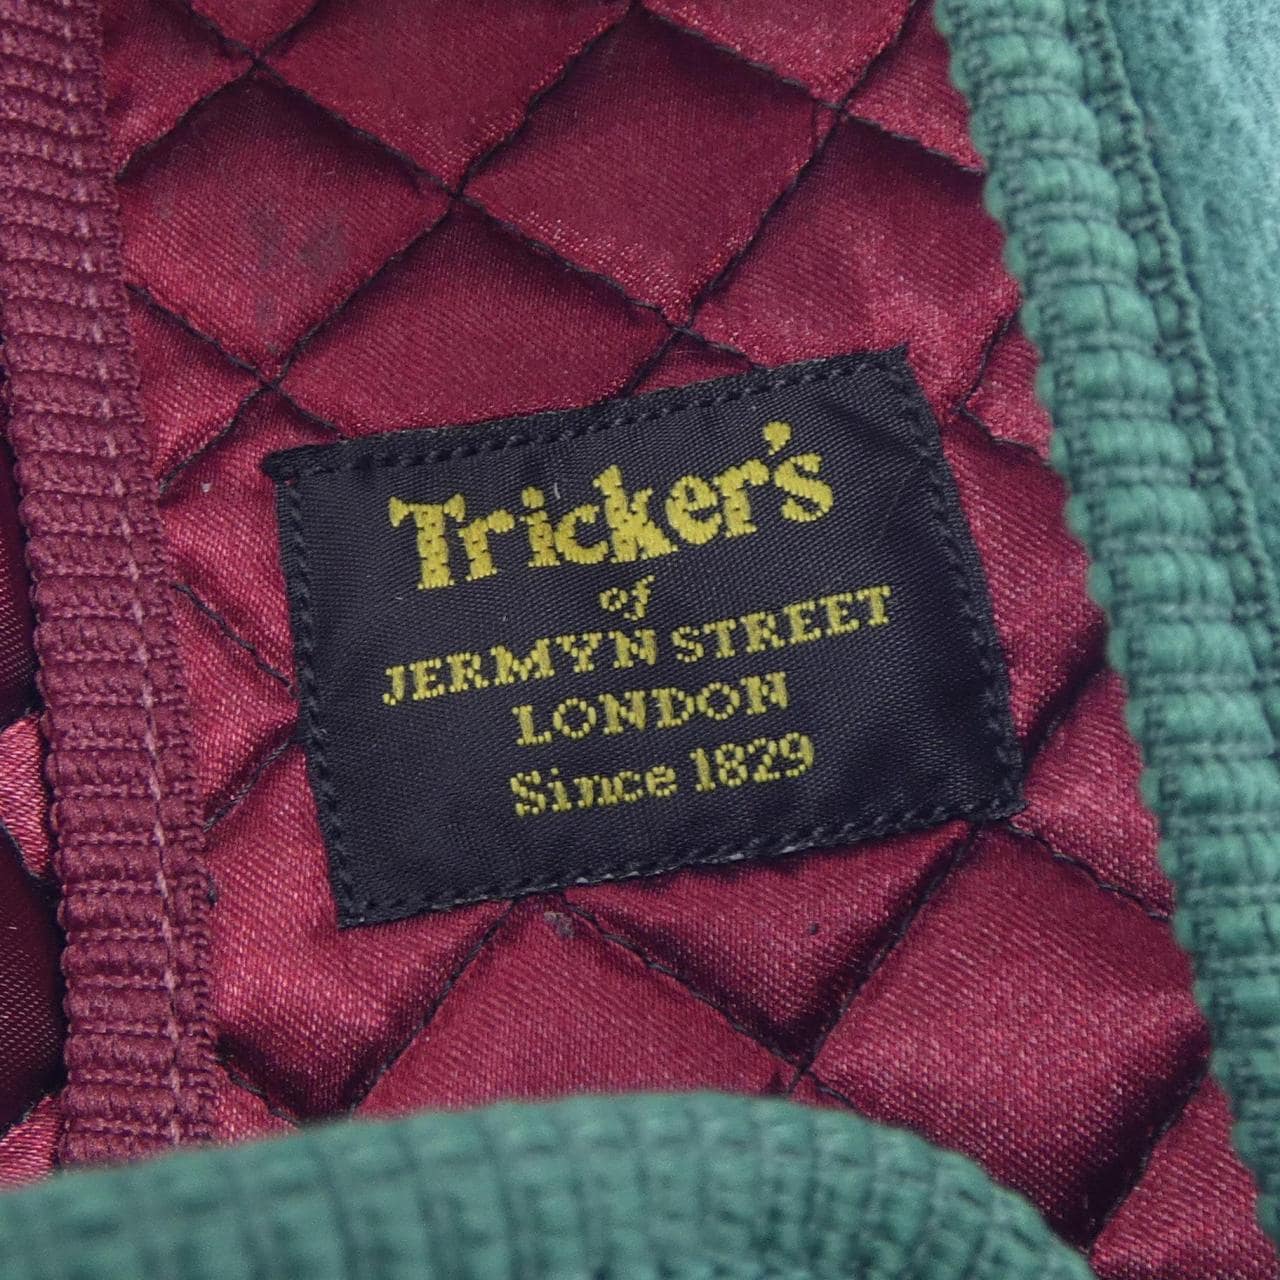 Tricker's
of
JERMYN STREET
LONDON
Since 1829